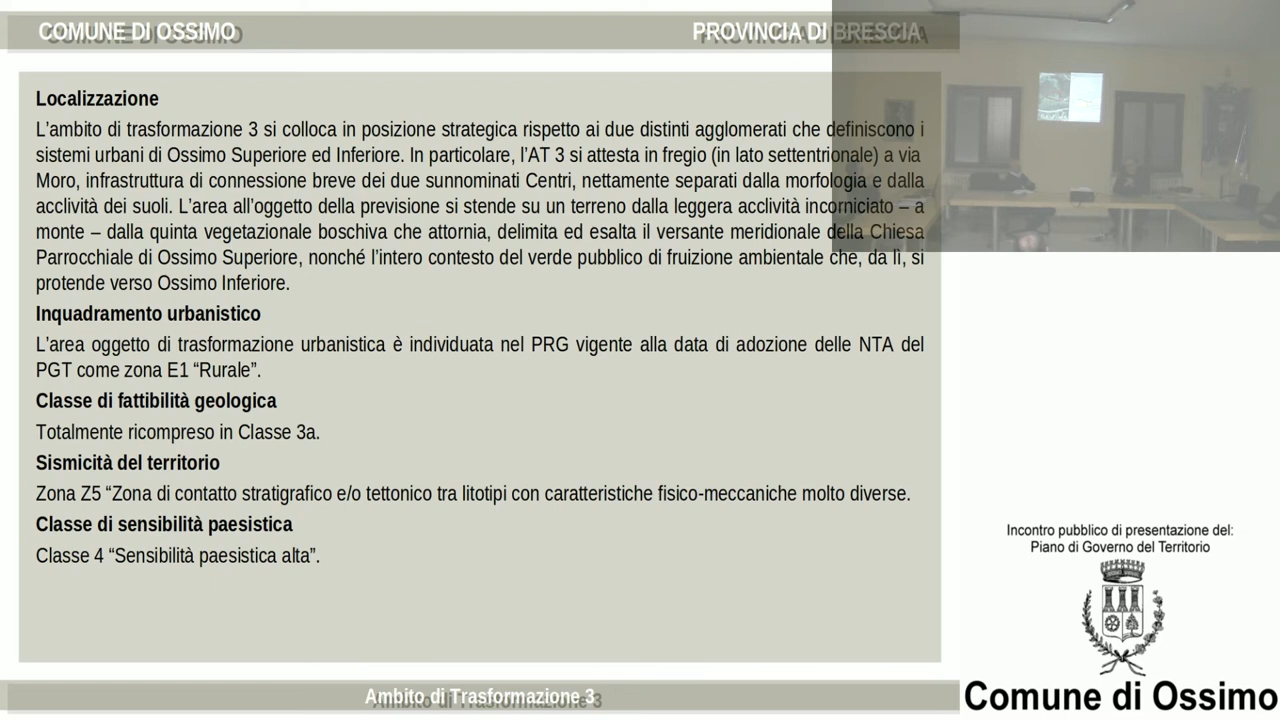 COMUNE DI OSSIMO
PROVINCIA DI BRESCIA
Localizzazione
L’ambito di trasformazione 3 si colloca in posizione strategica rispetto ai due distinti agglomerati che definiscono i
sistemi urbani di Ossimo Superiore ed Inferiore. In particolare, l’AT 3 si attesta in fregio (in lato settentrionale) a via
Moro, infrastruttura di connessione breve dei due sunnominati Centri, nettamente separati dalla morfologia e dalla
acclività dei suoli. L’area all’oggetto della previsione si stende su un terreno dalla leggera acclività incorniciato – a
monte – dalla quinta vegetazionale boschiva che attornia, delimita ed esalta il versante meridionale della Chiesa
Parrocchiale di Ossimo Superiore, nonché l’intero contesto del verde pubblico di fruizione ambientale che, da lì, si
protende verso Ossimo Inferiore.
Inquadramento urbanistico
L’area oggetto di trasformazione urbanistica è individuata nel PRG vigente alla data di adozione delle NTA del
PGT come zona E1 “Rurale”.
Classe di fattibilità geologica
Totalmente ricompreso in Classe 3a.
Sismicità del territorio
Zona Z5 “Zona di contatto stratigrafico e/o tettonico tra litotipi con caratteristiche fisico-meccaniche molto diverse.
Classe di sensibilità paesistica
Classe 4 “Sensibilità paesistica alta”.
Ambito di Trasformazione 3
Incontro pubblico di presentazione del:
Piano di Governo del Territorio
Comune di Ossimo